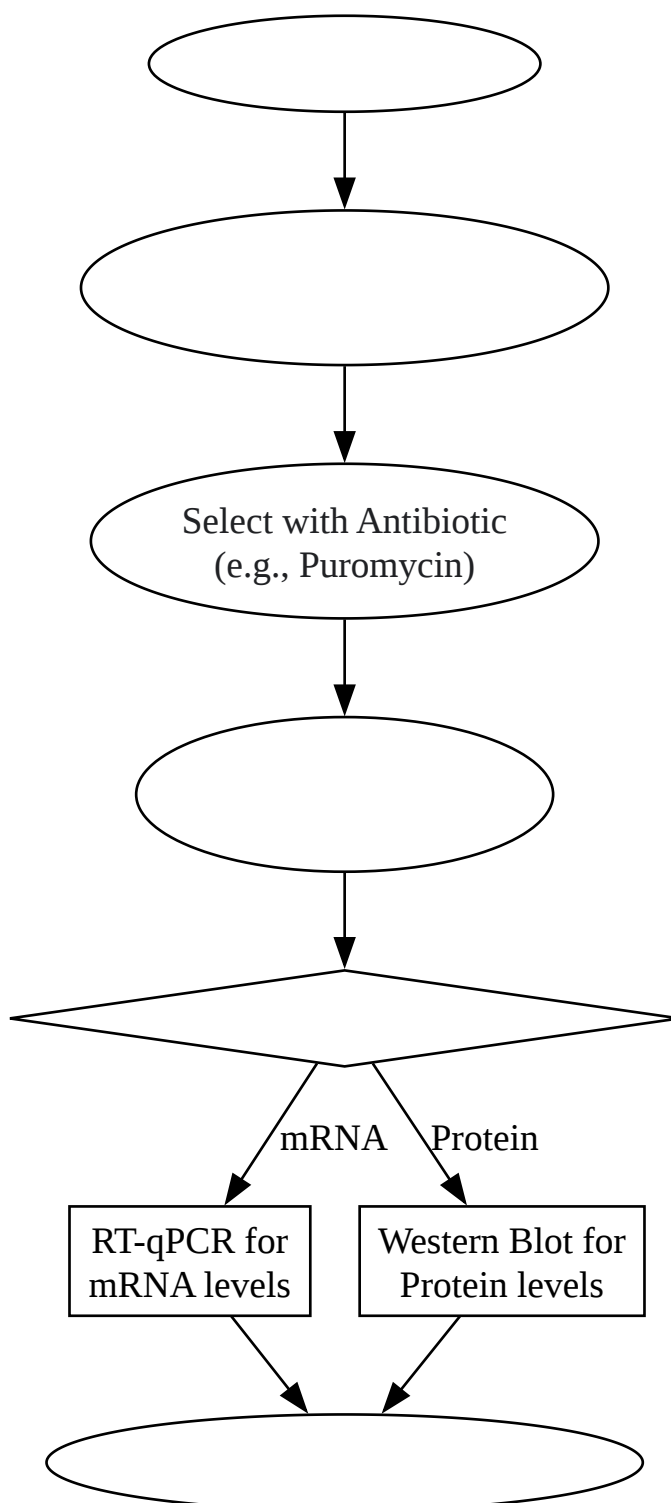 Select with Antibiotic
(e.g., Puromycin)
mRNA
Protein
RT-qPCR for
mRNA levels
Western Blot for
Protein levels